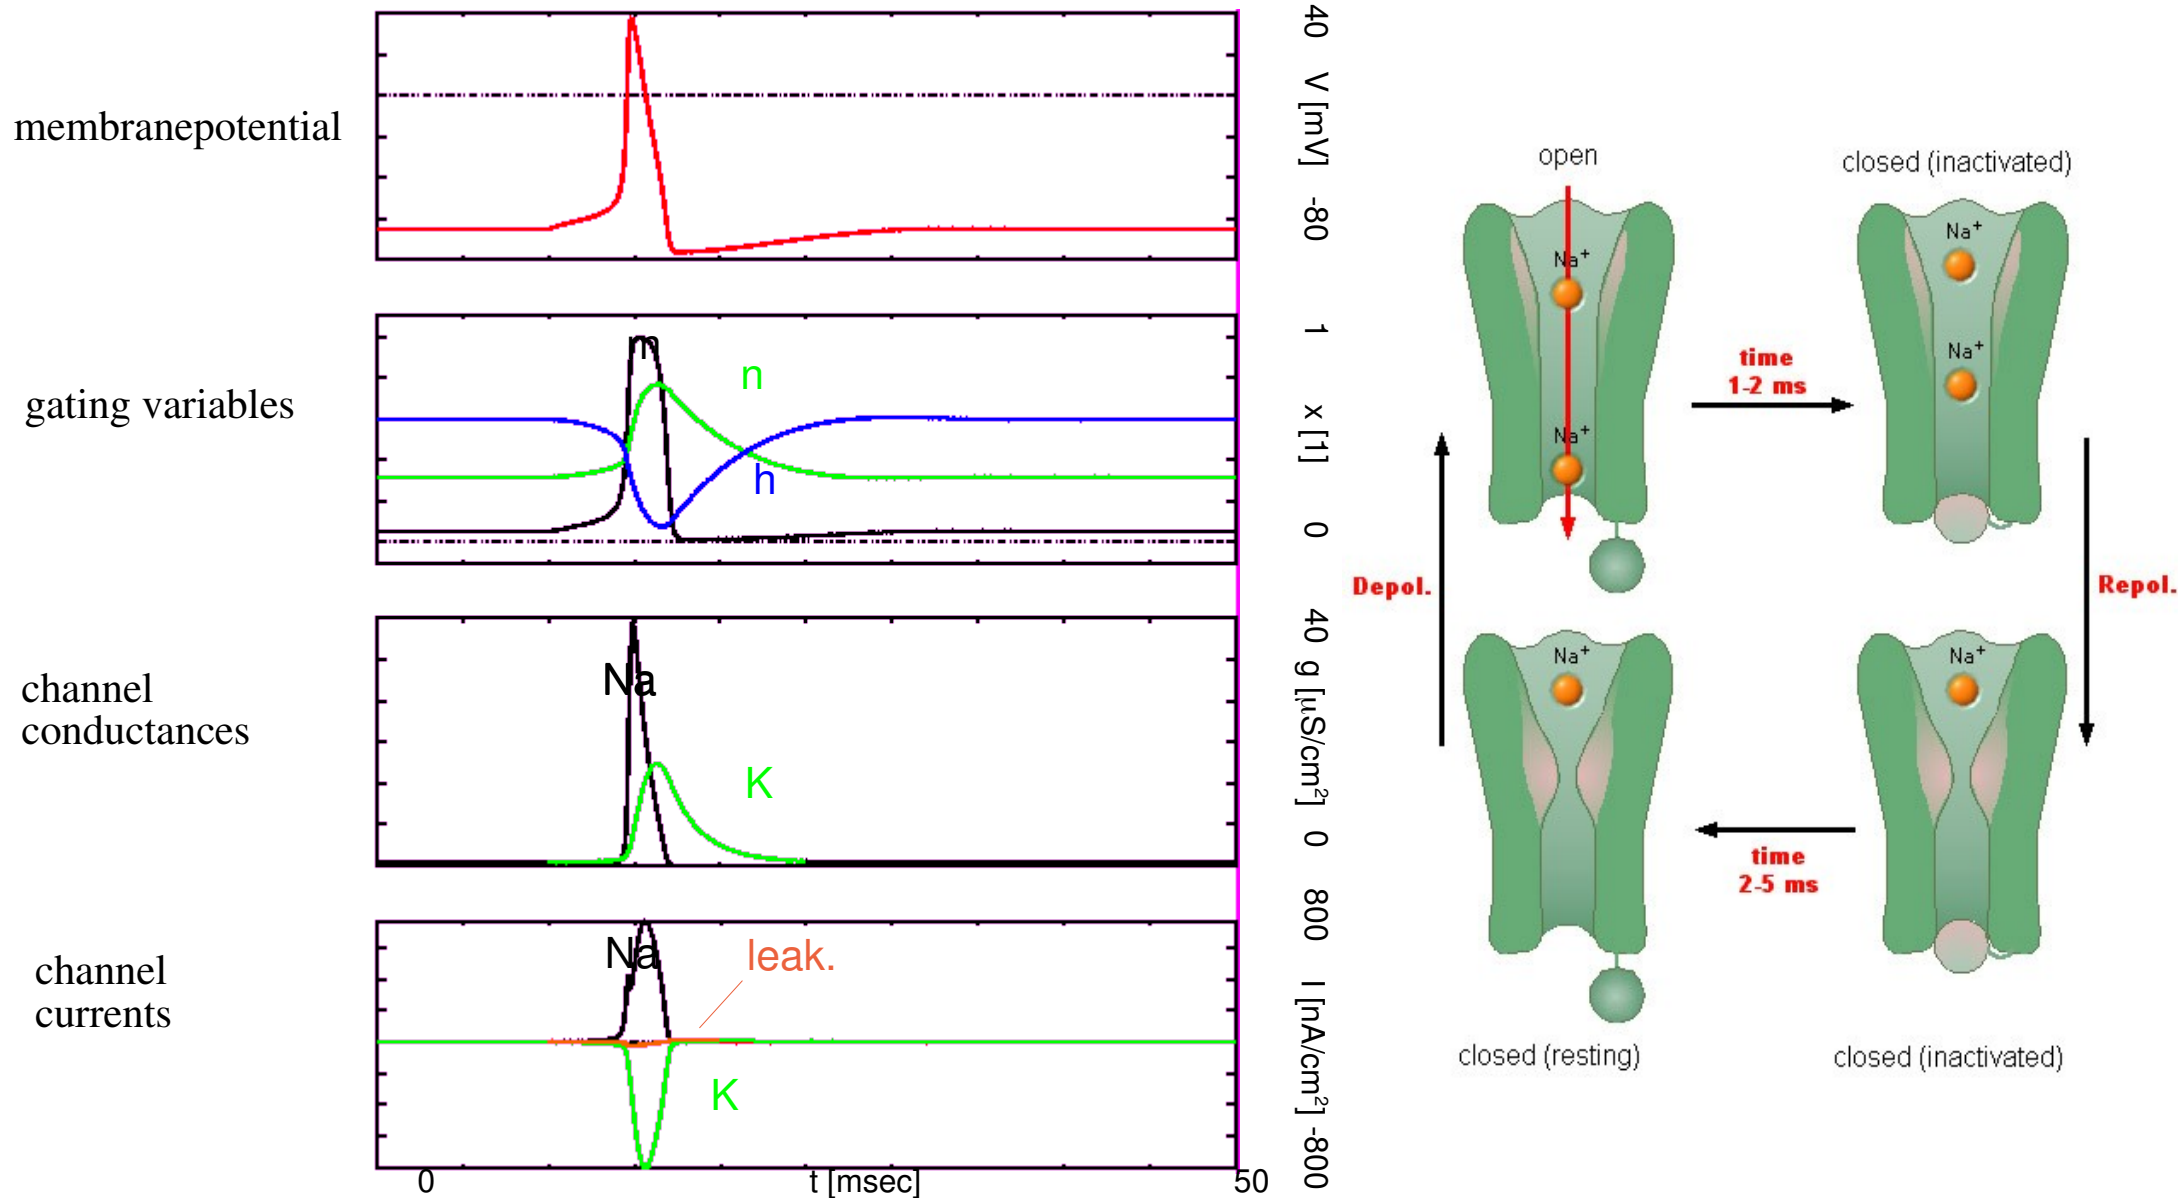 membranepotential
40
V [mV]
-80
gating variables
m
n
h
1
x [1]
0
channel
conductances
Na
K
40
g [µS/cm²]
0
channel
currents
Na
leak.
K
800
I [nA/cm²]
-800
0
t [msec]
50
open
closed (inactivated)
Na⁺
Na⁺
Na⁺
Na⁺
Na⁺
time
1-2 ms
Depol.
Repol.
Na⁺
Na⁺
time
2-5 ms
closed (resting)
closed (inactivated)